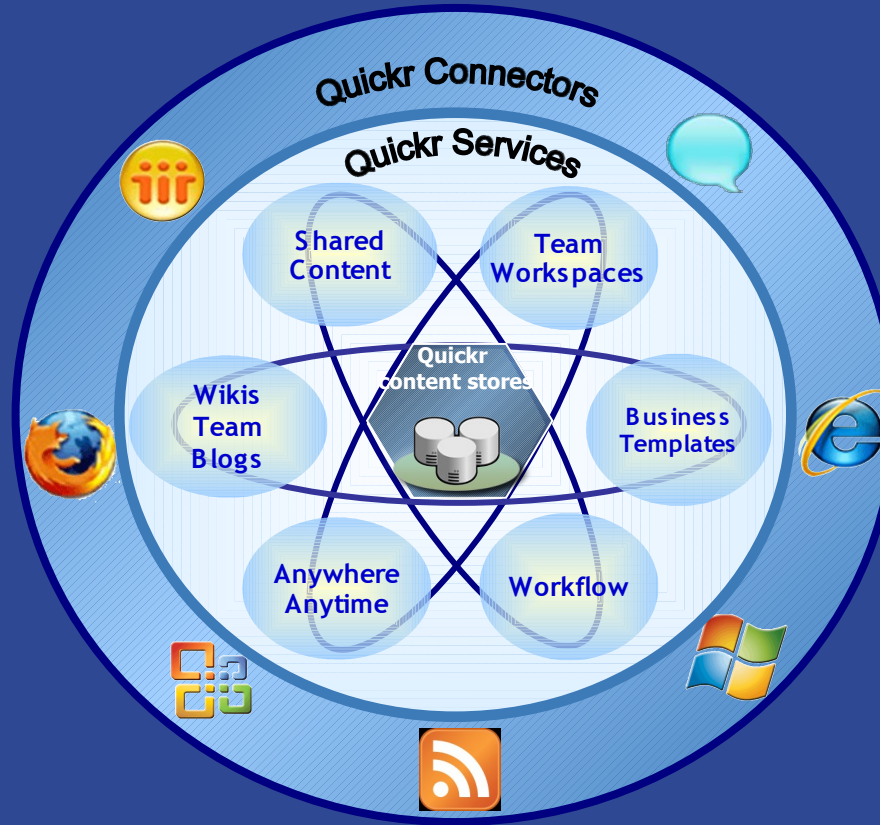 Quickr Connectors
Quickr Services
Shared
Content
Team
Workspaces
Quickr
content stores
Wikis
Team
Blogs
Business
Templates
Anywhere
Anytime
Workflow